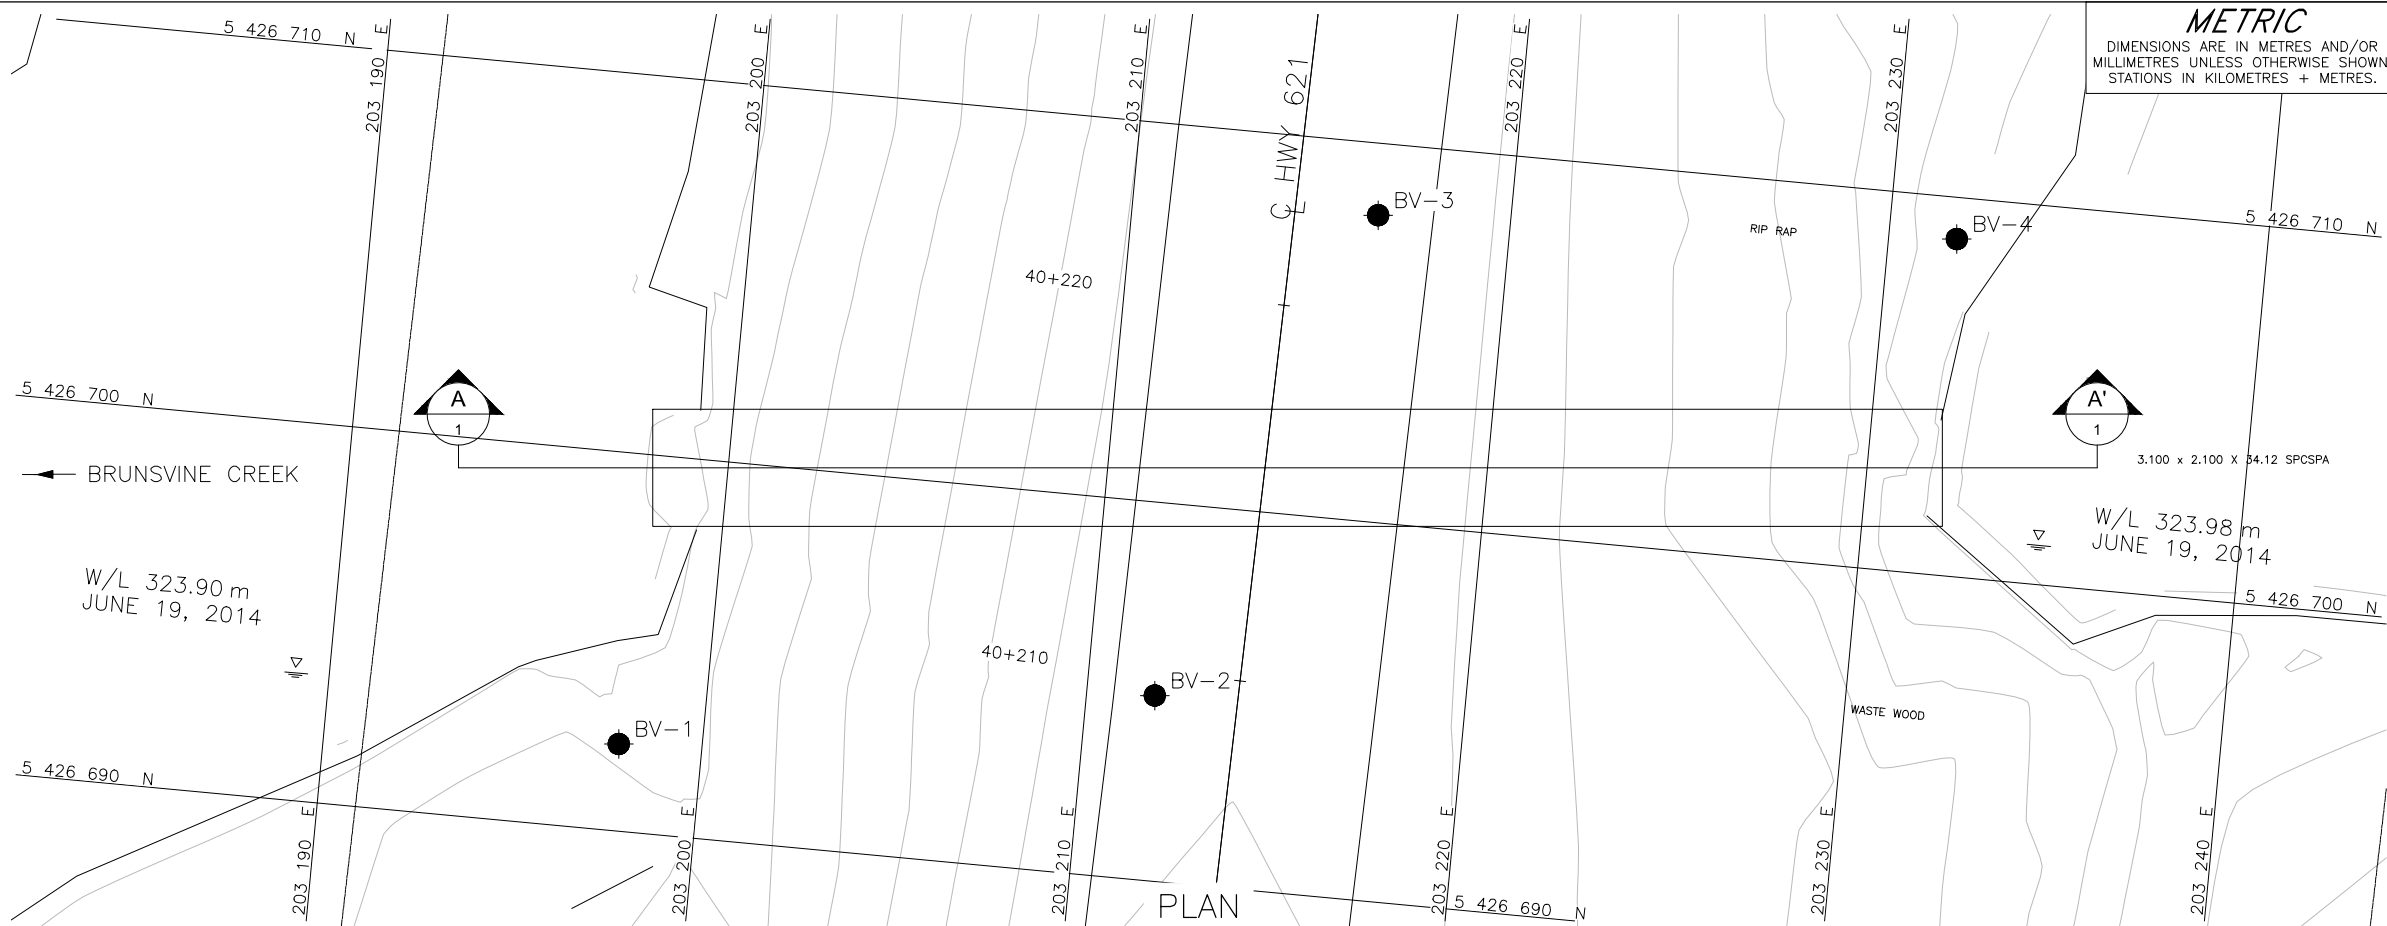 METRIC
DIMENSIONS ARE IN METRES AND/OR
MILLIMETRES UNLESS OTHERWISE SHOWN
STATIONS IN KILOMETRES + METRES.
5 426 710 N
203 190 E
203 200 E
203 210 E
203 220 E
203 230 E
CL HWY 621
BV-3
BV-4
5 426 710 N
RIP RAP
40+220
5 426 700 N
A
1
A'
1
BRUNSVINE CREEK
3.100 x 2.100 X 34.12 SPCSPA
W/L 323.98 m
JUNE 19, 2014
W/L 323.90 m
JUNE 19, 2014
5 426 700 N
40+210
BV-2
BV-1
WASTE WOOD
5 426 690 N
203 190 E
203 200 E
203 210 E
203 220 E
203 230 E
203 240 E
5 426 690 N
PLAN